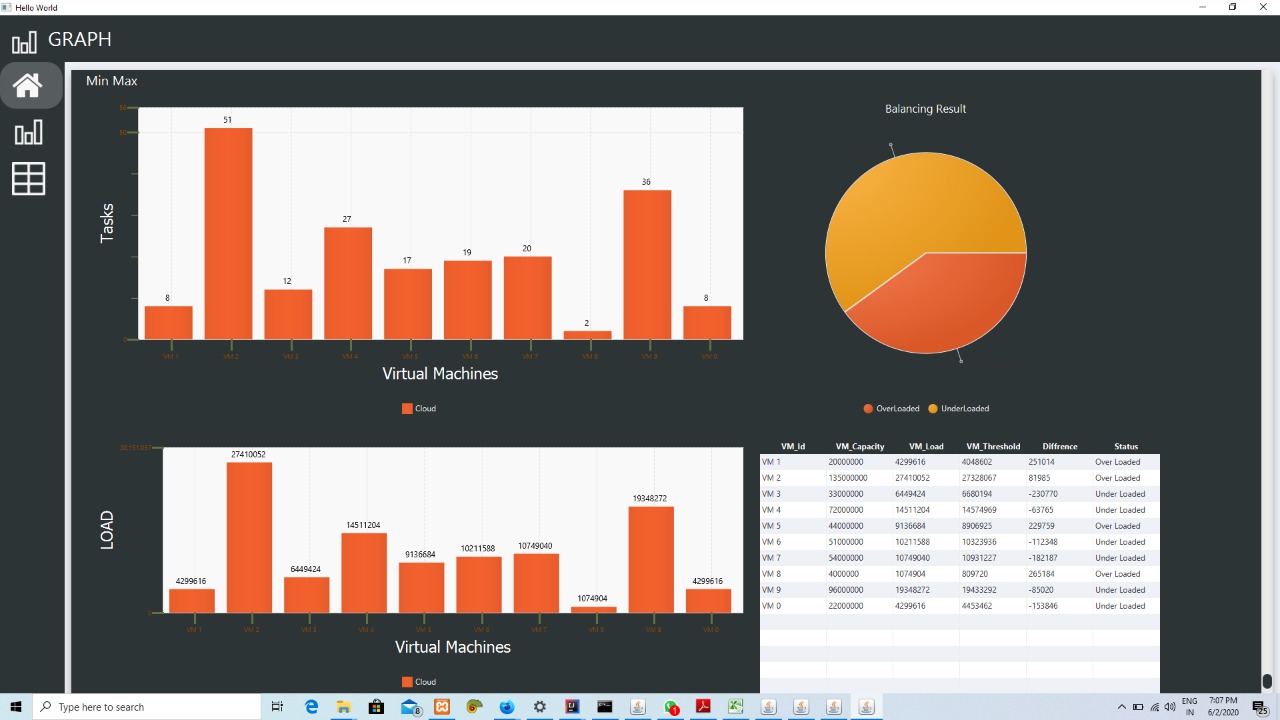 Hello World
GRAPH
Min Max
Tasks
50
0
8
51
12
27
17
19
20
2
36
8
VM 1
VM 2
VM 3
VM 4
VM 5
VM 6
VM 7
VM 8
VM 9
VM 0
Virtual Machines
Cloud
Balancing Result
OverLoaded
UnderLoaded
LOAD
4299616
27410052
6449424
14511204
9136684
10211588
10749040
1074904
19348272
4299616
VM 1
VM 2
VM 3
VM 4
VM 5
VM 6
VM 7
VM 8
VM 9
VM 0
Virtual Machines
Cloud
VM_Id VM_Capacity VM_Load VM_Threshold Diffrence Status
VM 1 20000000 4299616 4048602 251014 Over Loaded
VM 2 135000000 27410052 27328067 81985 Over Loaded
VM 3 33000000 6449424 6680194 -230770 Under Loaded
VM 4 72000000 14511204 14574969 -63765 Under Loaded
VM 5 44000000 9136684 8906925 229759 Over Loaded
VM 6 51000000 10211588 10323936 -112348 Under Loaded
VM 7 54000000 10749040 10931227 -182187 Under Loaded
VM 8 4000000 1074904 809720 265184 Over Loaded
VM 9 96000000 19348272 19433292 -85020 Under Loaded
VM 0 22000000 4299616 4453462 -153846 Under Loaded
Type here to search
8
1
ENG
IN
7:07 PM
6/2/2020
25